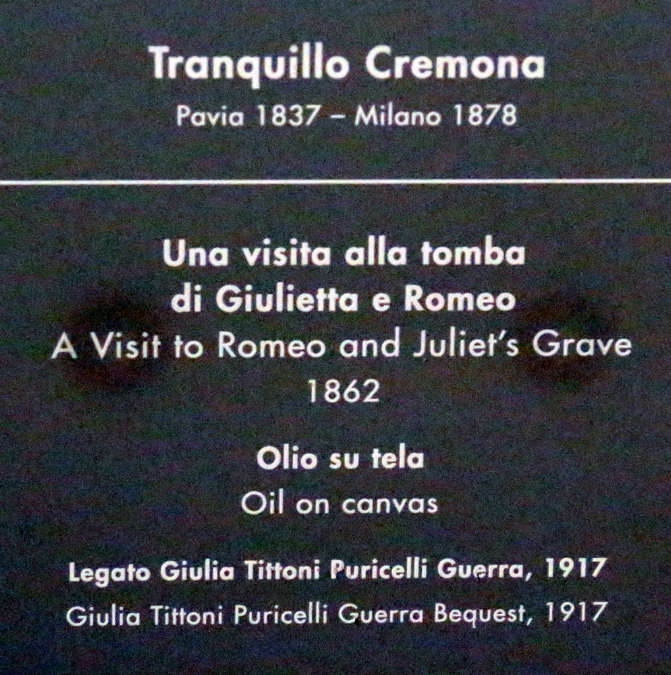 Tranquillo Cremona
Pavia 1837 – Milano 1878
Una visita alla tomba
di Giulietta e Romeo
A Visit to Romeo and Juliet's Grave
1862
Olio su tela
Oil on canvas
Legato Giulia Tittoni Puricelli Guerra, 1917
Giulia Tittoni Puricelli Guerra Bequest, 1917